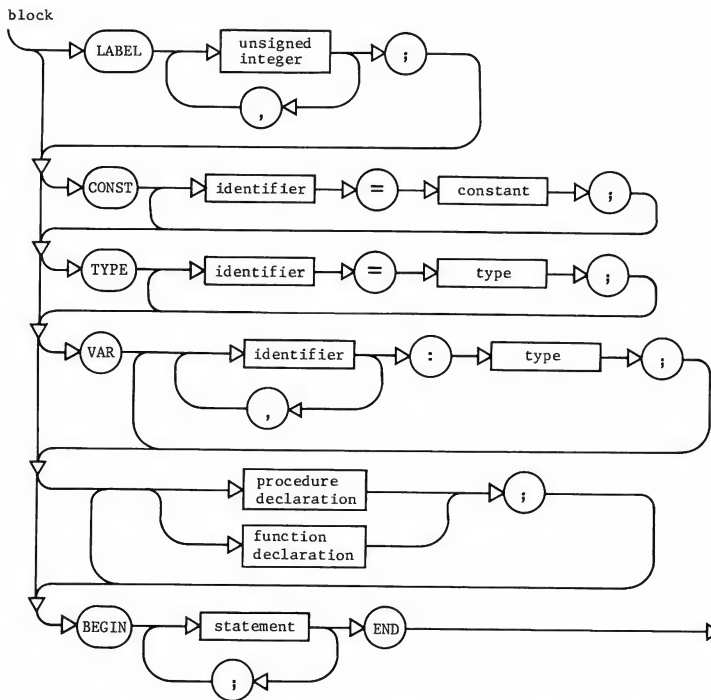 block
LABEL unsigned integer ;
,
CONST identifier = constant ;
TYPE identifier = type ;
VAR identifier : type ;
,
procedure declaration ;
function declaration
BEGIN statement END
;